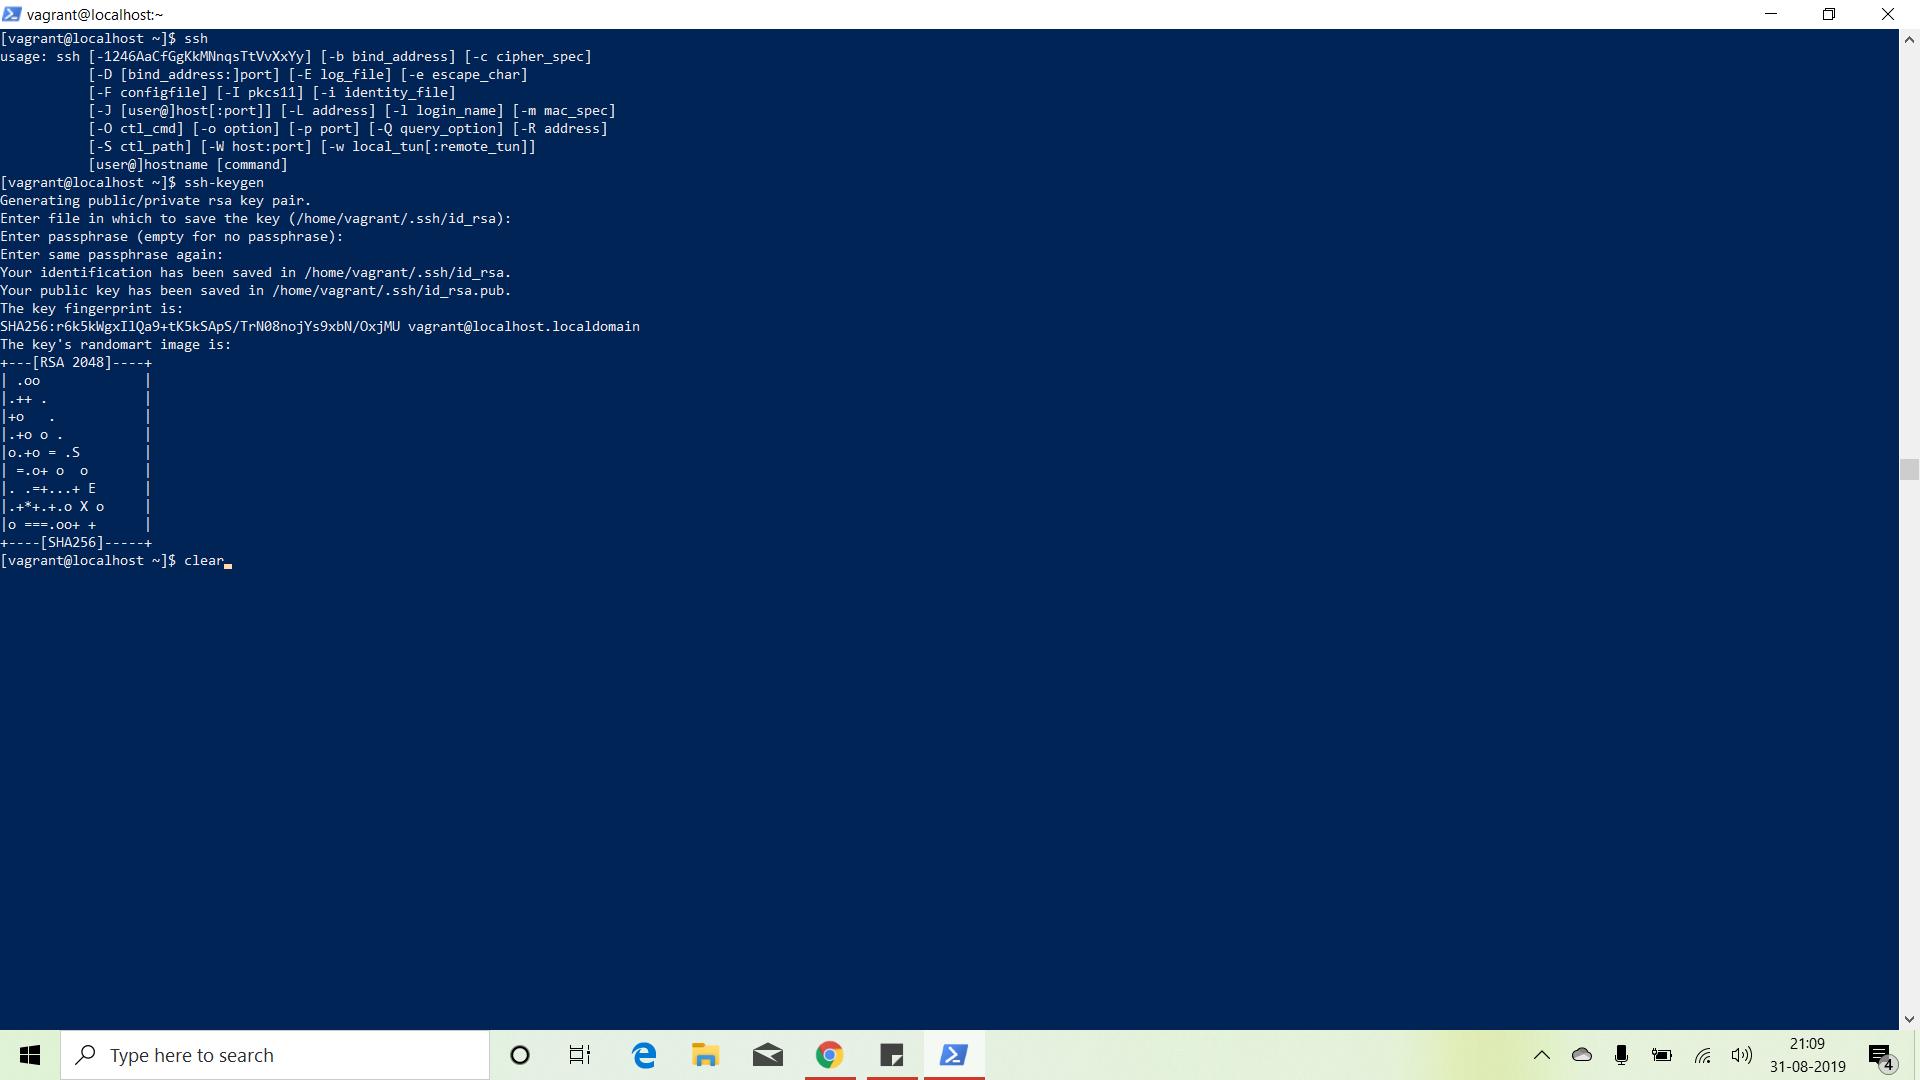 vagrant@localhost:~
[vagrant@localhost ~]$ ssh
usage: ssh [-1246AaCfGgKkMNnqsTtVvXxYy] [-b bind_address] [-c cipher_spec]
           [-D [bind_address:]port] [-E log_file] [-e escape_char]
           [-F configfile] [-I pkcs11] [-i identity_file]
           [-J [user@]host[:port]] [-L address] [-l login_name] [-m mac_spec]
           [-O ctl_cmd] [-o option] [-p port] [-Q query_option] [-R address]
           [-S ctl_path] [-W host:port] [-w local_tun[:remote_tun]]
           [user@]hostname [command]
[vagrant@localhost ~]$ ssh-keygen
Generating public/private rsa key pair.
Enter file in which to save the key (/home/vagrant/.ssh/id_rsa):
Enter passphrase (empty for no passphrase):
Enter same passphrase again:
Your identification has been saved in /home/vagrant/.ssh/id_rsa.
Your public key has been saved in /home/vagrant/.ssh/id_rsa.pub.
The key fingerprint is:
SHA256:r6k5kWgxIlQa9+tK5kSApS/TrN08nojYs9xbN/OxjMU vagrant@localhost.localdomain
The key's randomart image is:
+---[RSA 2048]----+
| .oo             |
|.++ .            |
|+o   .           |
|.+o o .          |
|o.+o = .S        |
| =.o+ o  o       |
|. .=+...+ E      |
|.+*+.+.o X o     |
|o ===.oo+ +      |
+----[SHA256]-----+
[vagrant@localhost ~]$ clear
Type here to search
21:09
31-08-2019
4